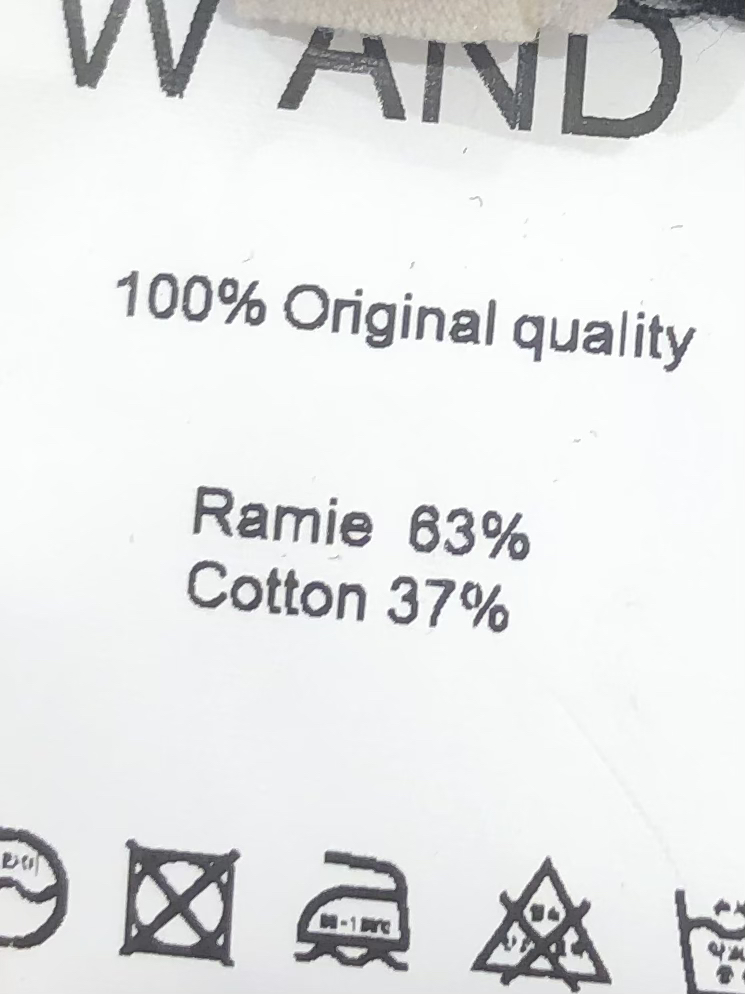 W AND
100% Original quality
Ramie 63%
Cotton 37%